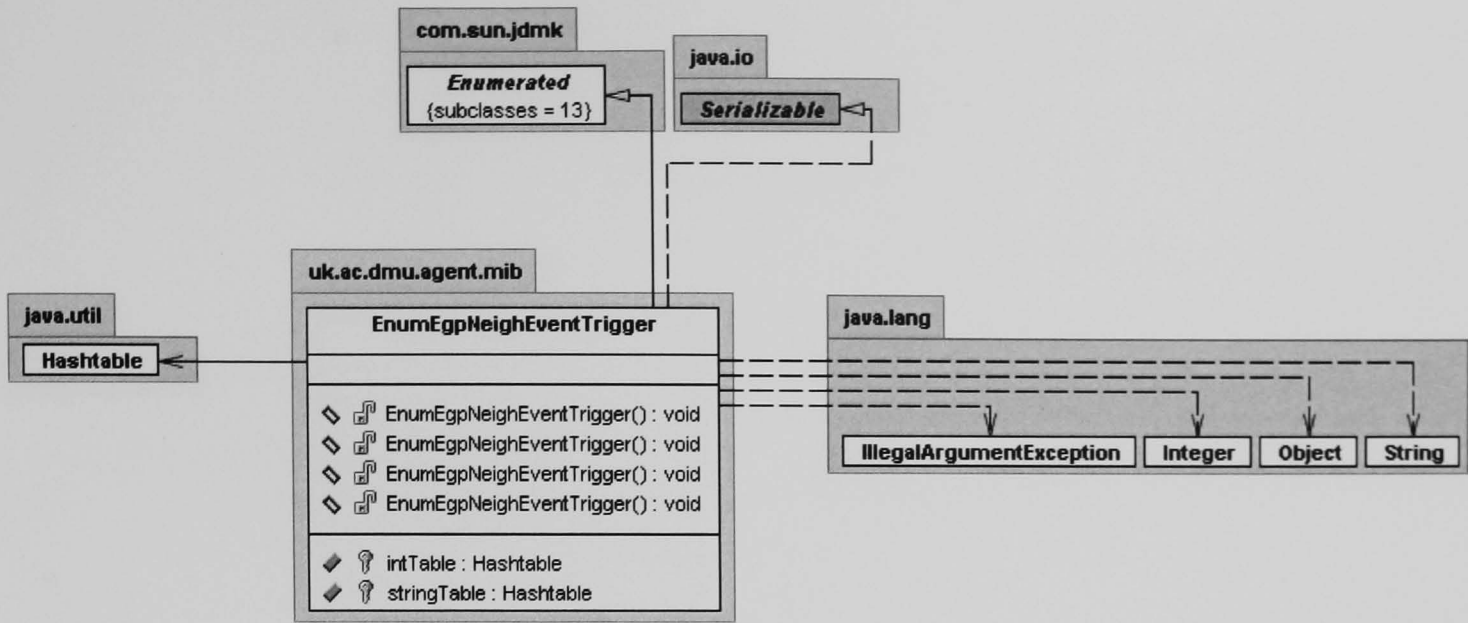 com.sun.jdmk
Enumerated
{subclasses = 13}
java.io
Serializable
uk.ac.dmu.agent.mib
EnumEgpNeighEventTrigger
EnumEgpNeighEventTrigger() : void
EnumEgpNeighEventTrigger() : void
EnumEgpNeighEventTrigger() : void
EnumEgpNeighEventTrigger() : void
intTable : Hashtable
stringTable : Hashtable
java.util
Hashtable
java.lang
IllegalArgumentException
Integer
Object
String